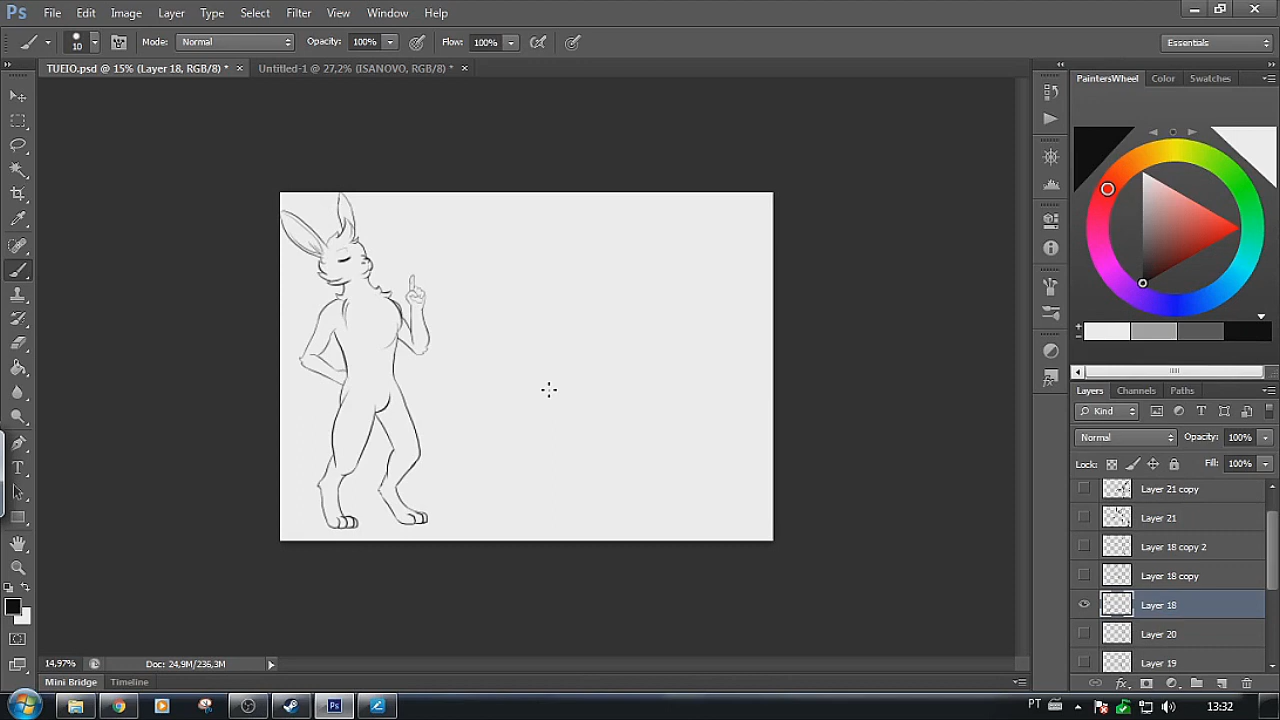 Ps File Edit Image Layer Type Select Filter View Window Help
10 Mode: Normal Opacity: 100% Flow: 100% Essentials
TUEIO.psd @ 15% (Layer 18, RGB/8) * × Untitled-1 @ 27,2% (ISANOVO, RGB/8) * ×
PaintersWheel Color Swatches
Layers Channels Paths
Kind
Normal Opacity: 100%
Lock: Fill: 100%
Layer 21 copy
Layer 21
Layer 18 copy 2
Layer 18 copy
Layer 18
Layer 20
Layer 19
14,97% Doc: 24,9M/236,3M
Mini Bridge Timeline
Ps PT 13:32